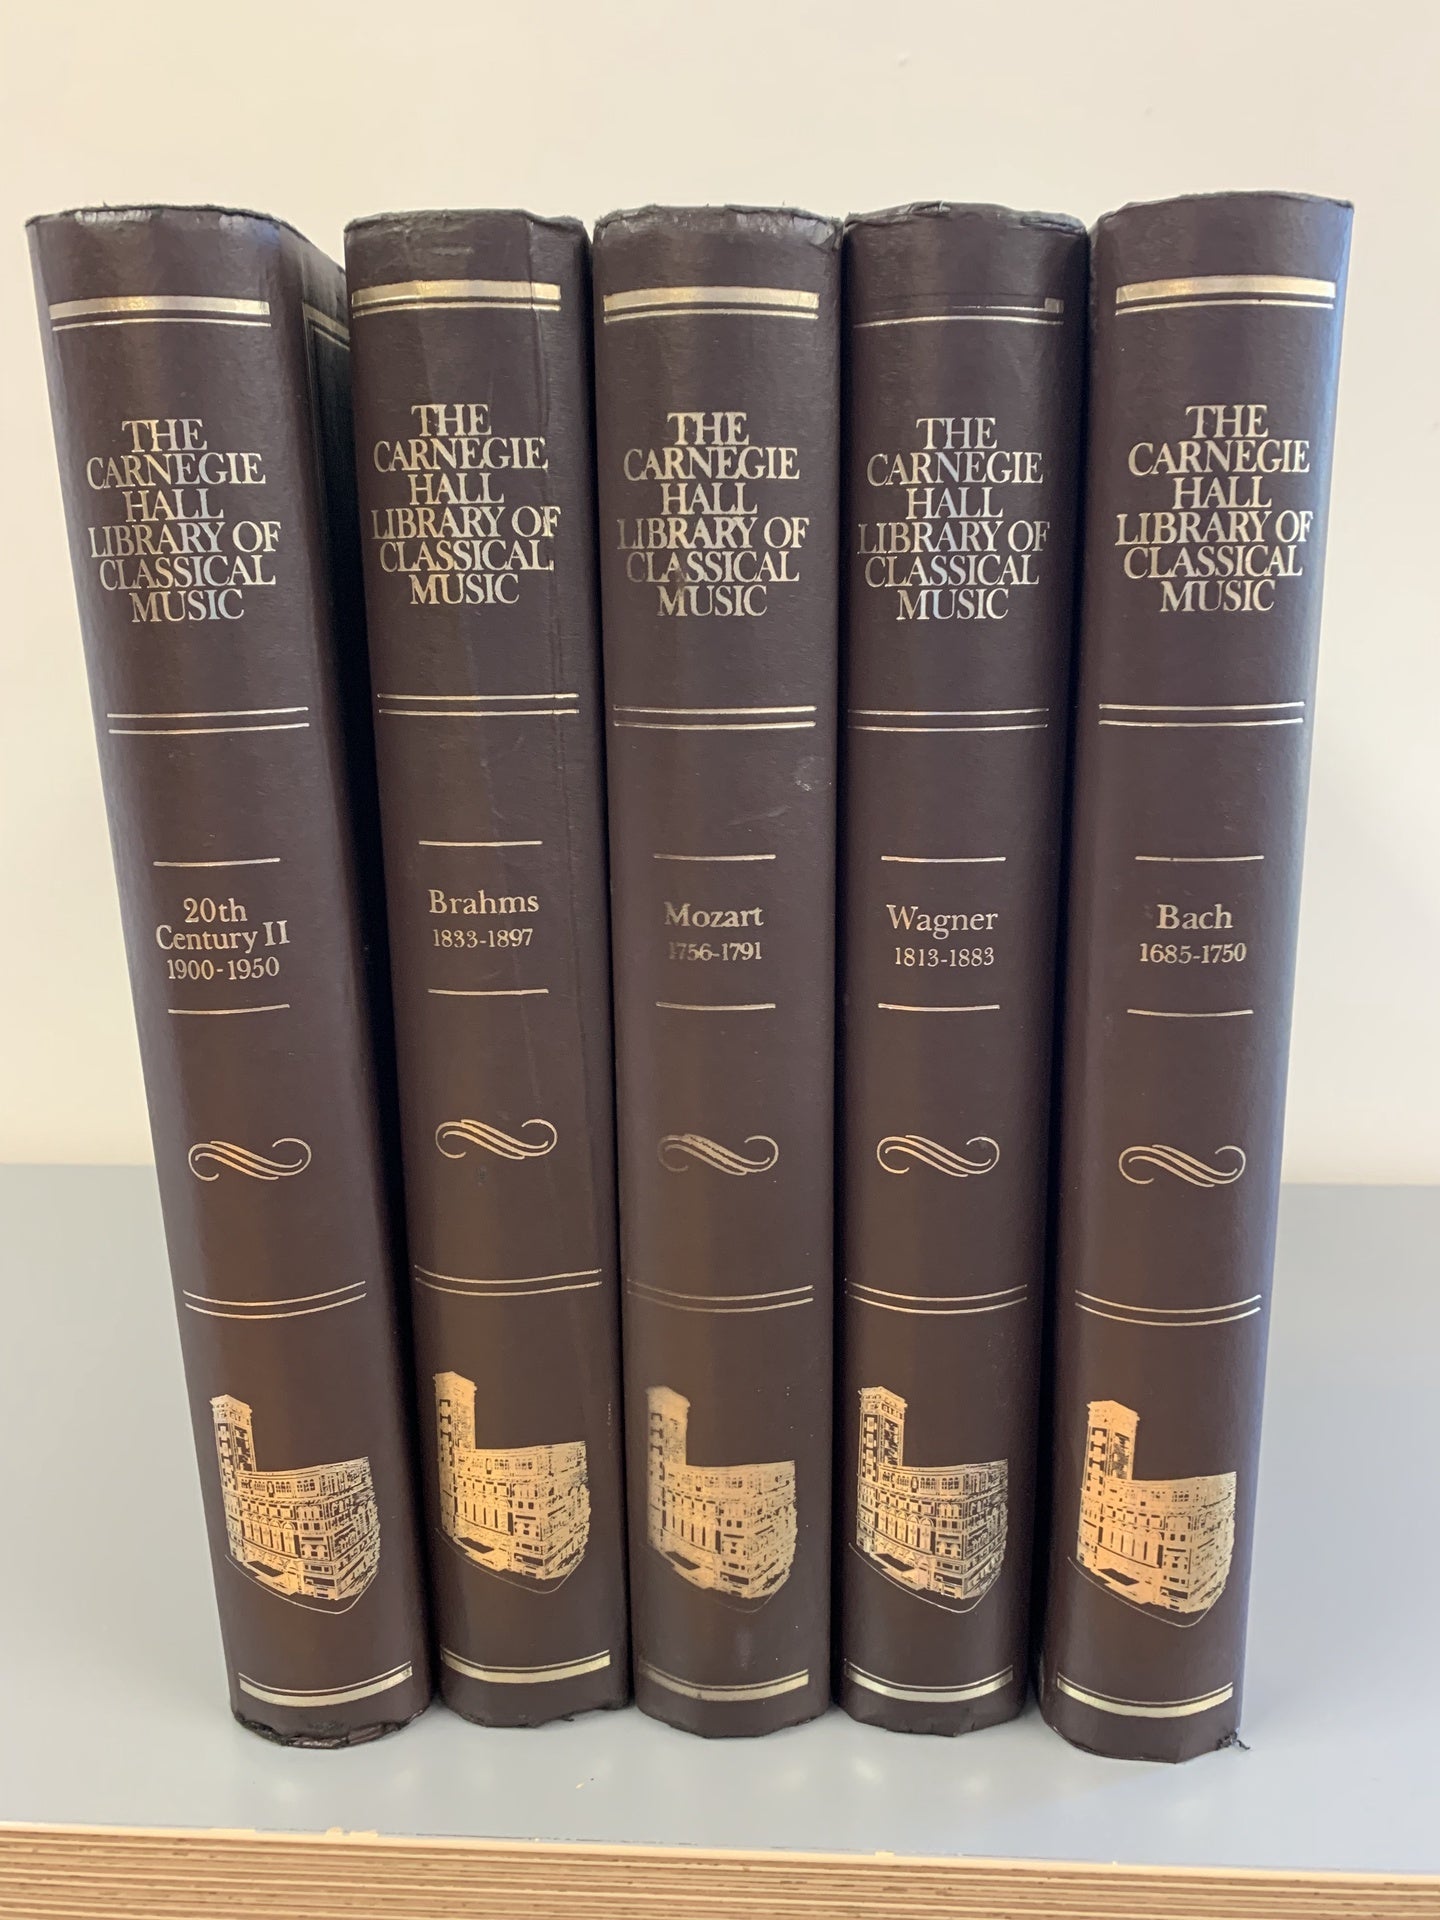 THE
CARNEGIE
HALL
LIBRARY OF
CLASSICAL
MUSIC
20th
Century II
1900-1950
THE
CARNEGIE
HALL
LIBRARY OF
CLASSICAL
MUSIC
Brahms
1833-1897
THE
CARNEGIE
HALL
LIBRARY OF
CLASSICAL
MUSIC
Mozart
1756-1791
THE
CARNEGIE
HALL
LIBRARY OF
CLASSICAL
MUSIC
Wagner
1813-1883
THE
CARNEGIE
HALL
LIBRARY OF
CLASSICAL
MUSIC
Bach
1685-1750